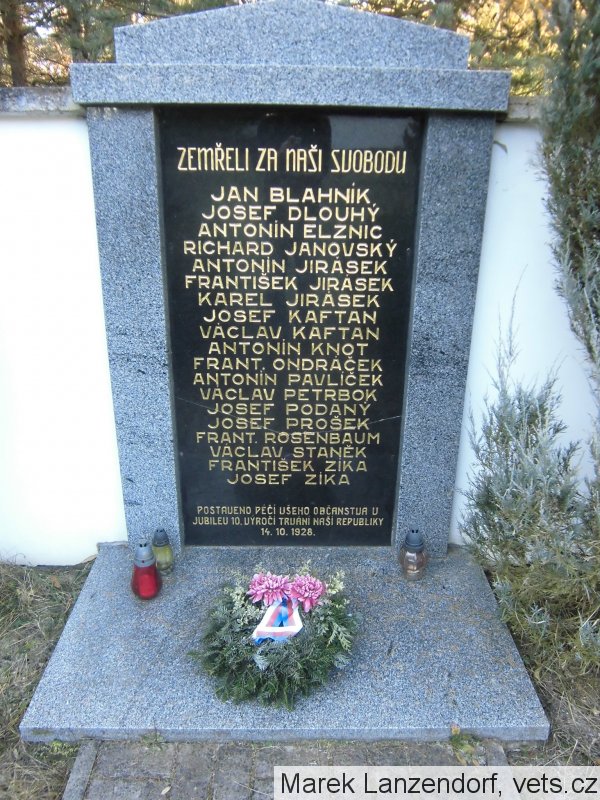 ZEMŘELI ZA NAŠI SVOBODU
JAN BLAHNÍK
JOSEF DLOUHÝ
ANTONÍN ELZNIC
RICHARD JANOVSKÝ
ANTONÍN JIRÁSEK
FRANTIŠEK JIRÁSEK
KAREL JIRÁSEK
JOSEF KAFTAN
VÁCLAV KAFTAN
ANTONÍN KNOT
FRANT. ONDRÁČEK
ANTONÍN PAVLÍČEK
VÁCLAV PETRBOK
JOSEF PODANÝ
JOSEF PROŠEK
FRANT. ROSENBAUM
VÁCLAV STANĚK
FRANTIŠEK ZIKA
JOSEF ZIKA
POSTAVENO PÉČÍ VŠEHO OBČANSTVA V
JUBILEU 10. VÝROČÍ TRVÁNÍ NAŠÍ REPUBLIKY
14. 10. 1928.
Marek Lanzendorf, vets.cz